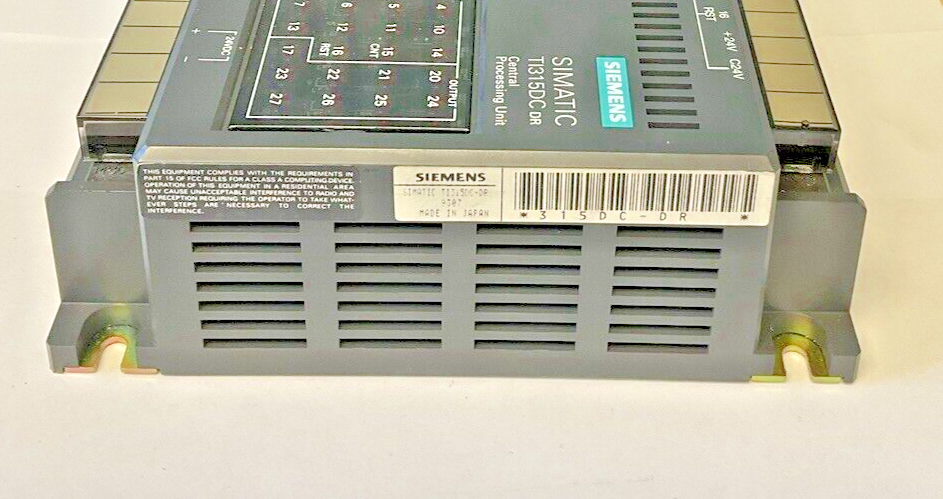 16
RST
+24V
C24V
SIEMENS
SIMATIC
TI315DC DR
Central
Processing Unit
4 10 14 20 24
OUTPUT
5 11 15 21 25
CNT
6 12 16 22 26
RST
7 13 17 23 27
24VDC
+ -
THIS EQUIPMENT COMPLIES WITH THE REQUIREMENTS IN
PART 15 OF FCC RULES FOR A CLASS A COMPUTING DEVICE.
OPERATION OF THIS EQUIPMENT IN A RESIDENTIAL AREA
MAY CAUSE UNACCEPTABLE INTERFERENCE TO RADIO AND
TV RECEPTION REQUIRING THE OPERATOR TO TAKE WHAT-
EVER STEPS ARE NECESSARY TO CORRECT THE
INTERFERENCE.
SIEMENS
SIMATIC TI315DC-DR
9307
MADE IN JAPAN
* 315DC-DR *